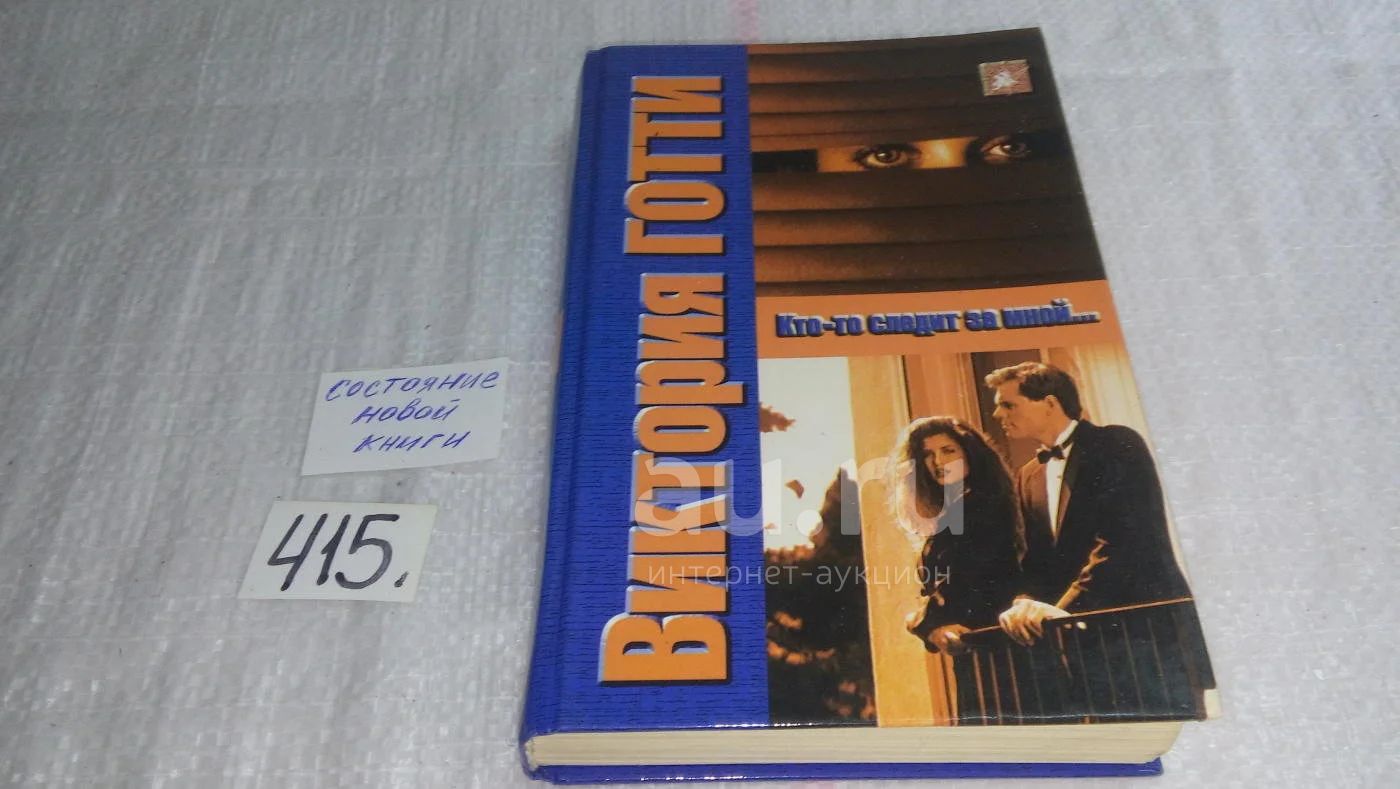 Виктория ГОТТИ
Кто-то следит за мной...
состояние
новой
книги
415.
au.ru
интернет-аукцион